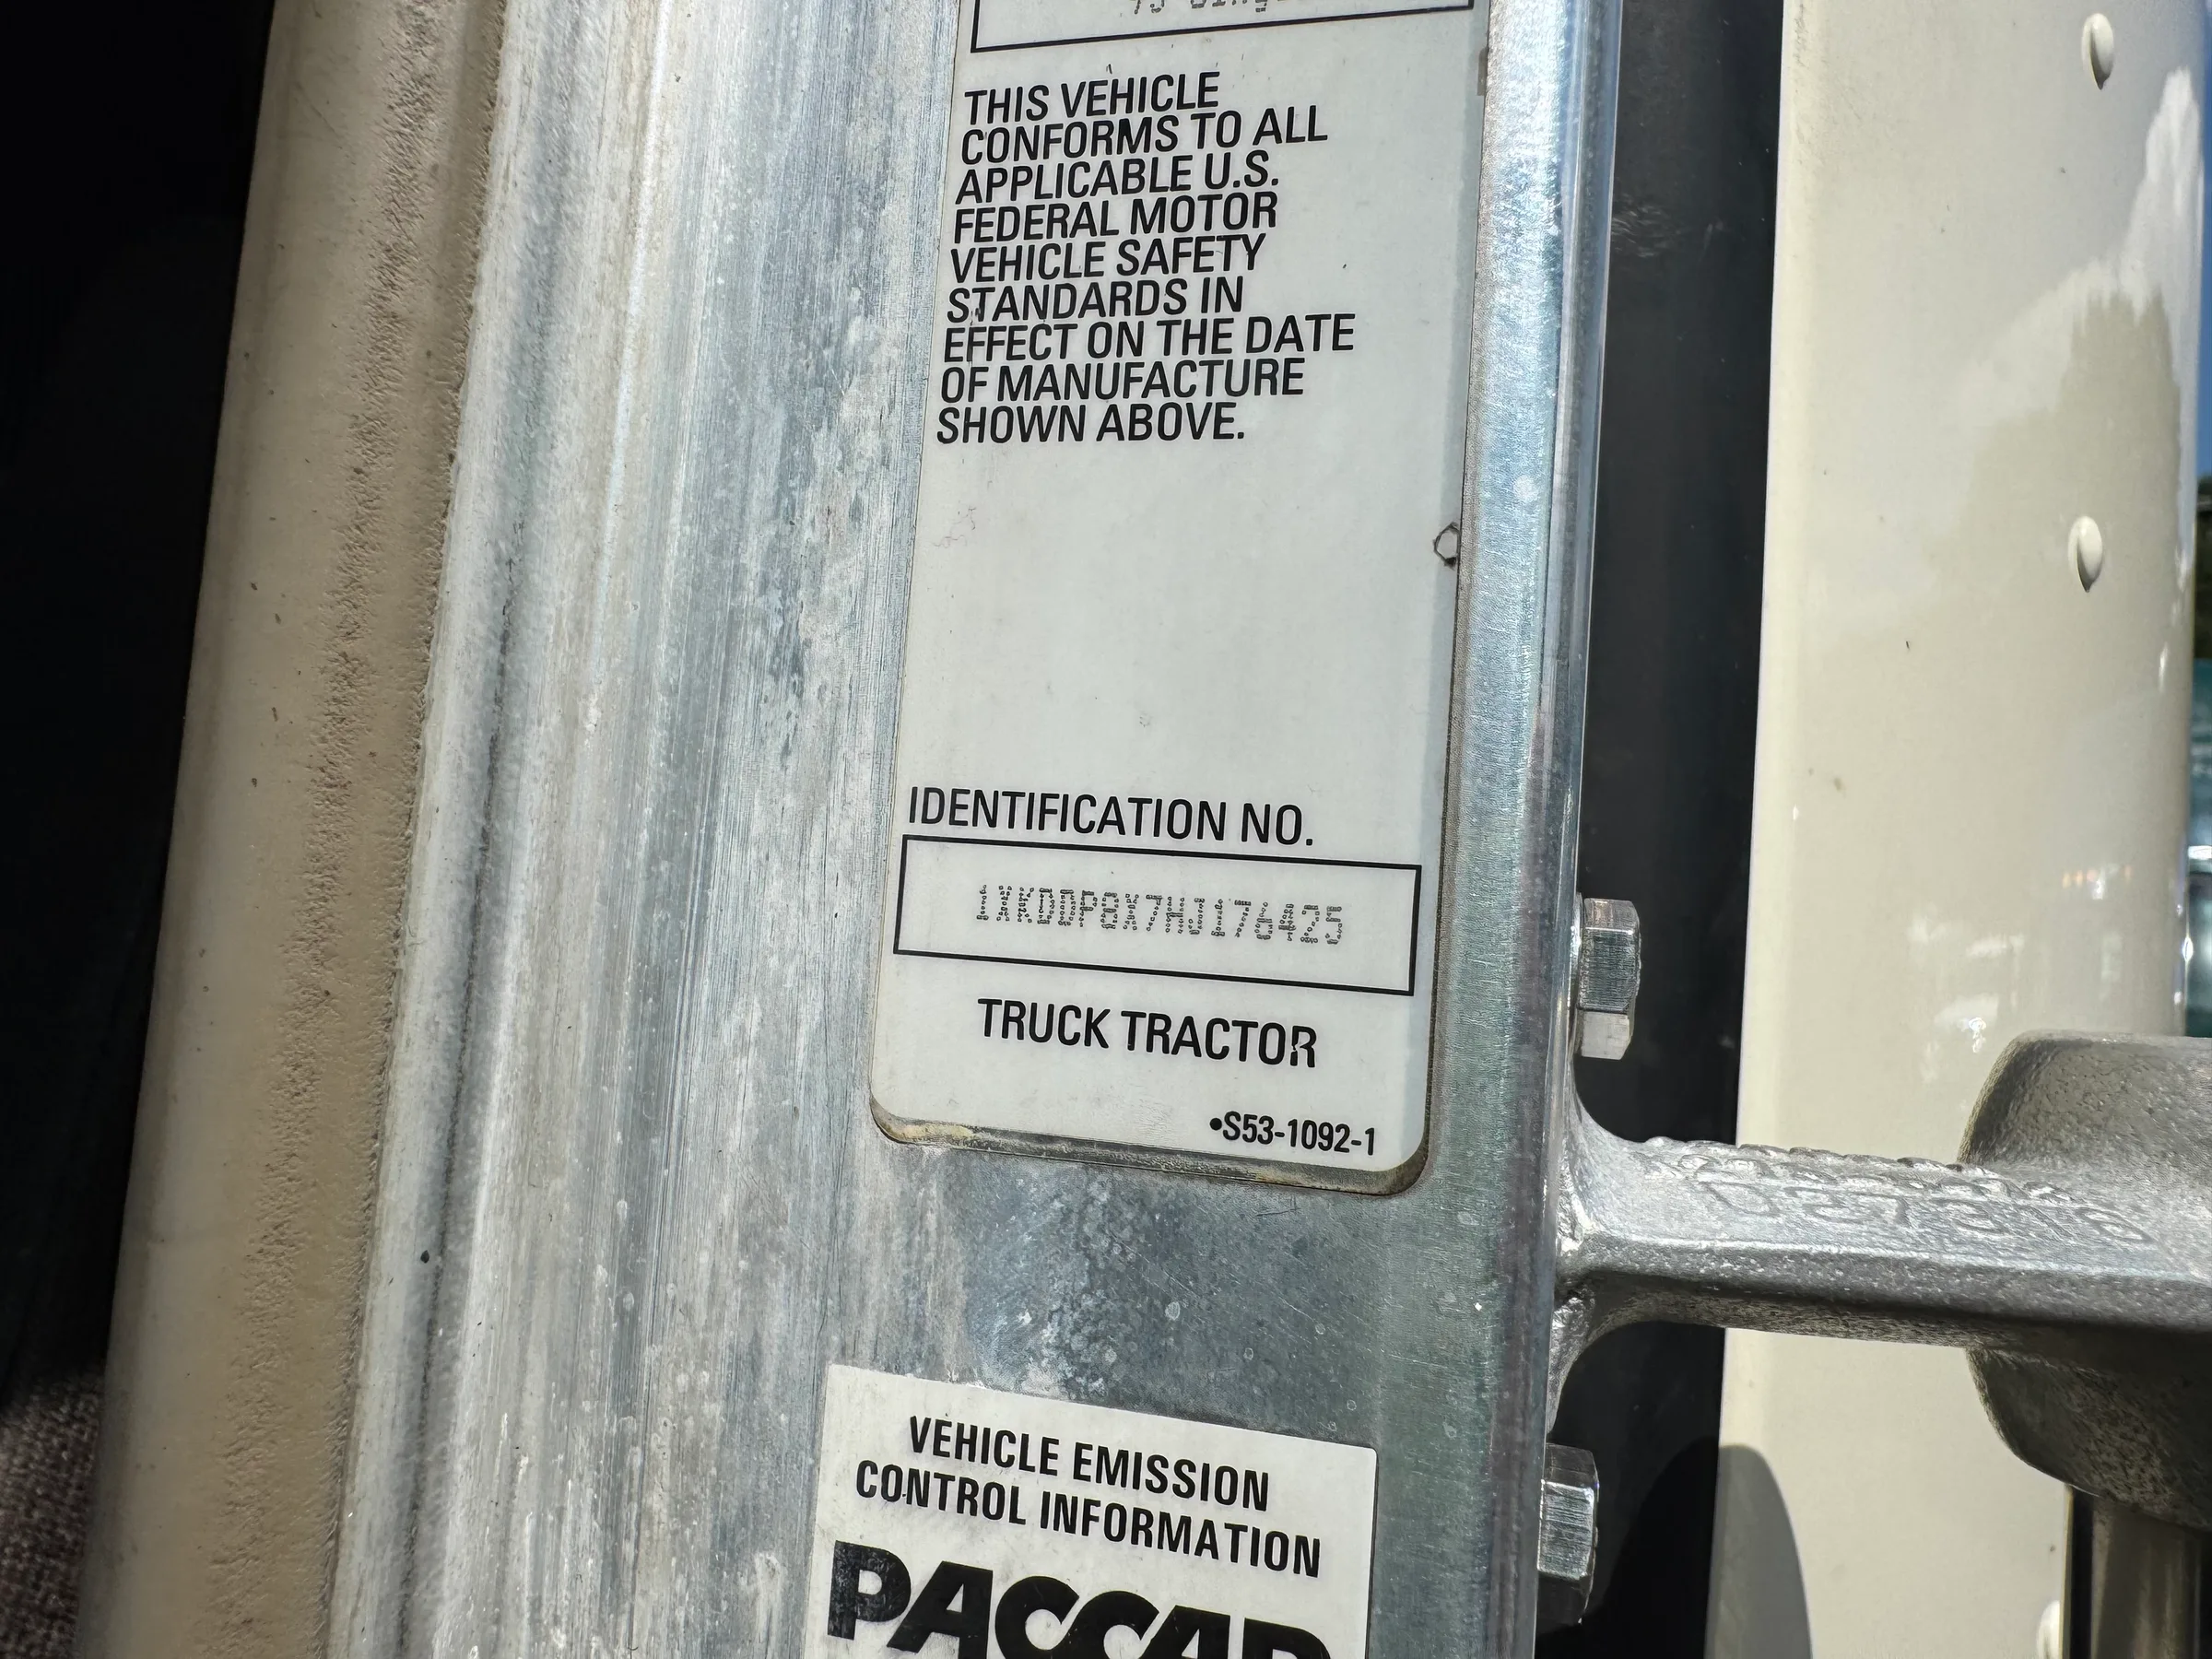 THIS VEHICLE
CONFORMS TO ALL
APPLICABLE U.S.
FEDERAL MOTOR
VEHICLE SAFETY
STANDARDS IN
EFFECT ON THE DATE
OF MANUFACTURE
SHOWN ABOVE.
IDENTIFICATION NO.
TRUCK TRACTOR
•S53-1092-1
VEHICLE EMISSION
CONTROL INFORMATION
PACCAR